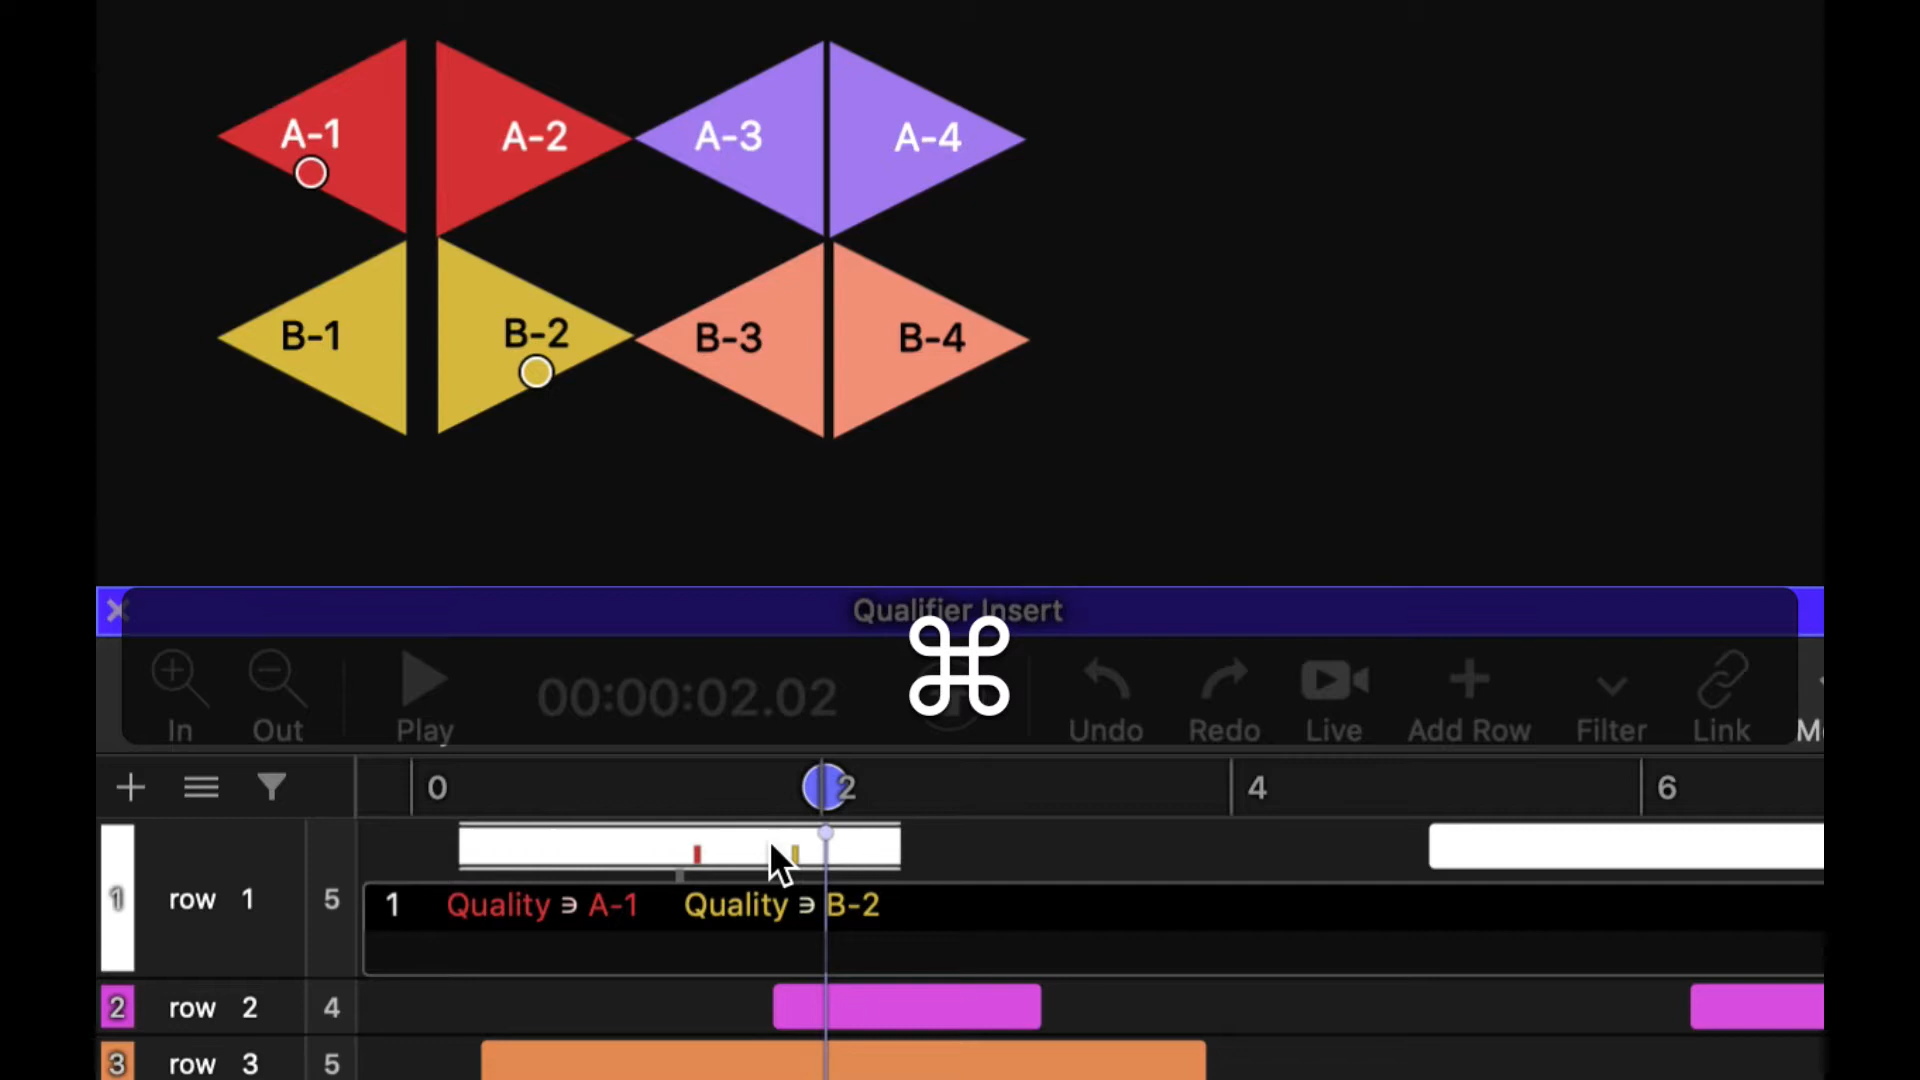 A-1 A-2 A-3 A-4
B-1 B-2 B-3 B-4
Qualifier Insert
00:00:02.02
In Out Play Undo Redo Live Add Row Filter Link
0 2 4 6
1 row 1 5
1 Quality ∍ A-1 Quality ∍ B-2
2 row 2 4
3 row 3 5